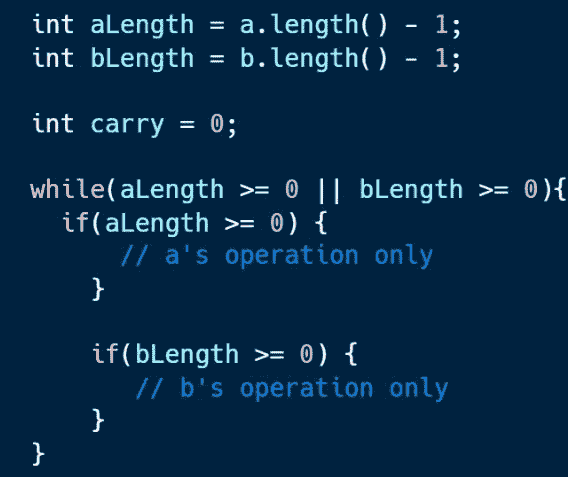 int aLength = a.length() - 1;
int bLength = b.length() - 1;
int carry = 0;
while(aLength >= 0 || bLength >= 0){
if(aLength >= 0) {
// a's operation only
}
if(bLength >= 0) {
// b's operation only
}
}